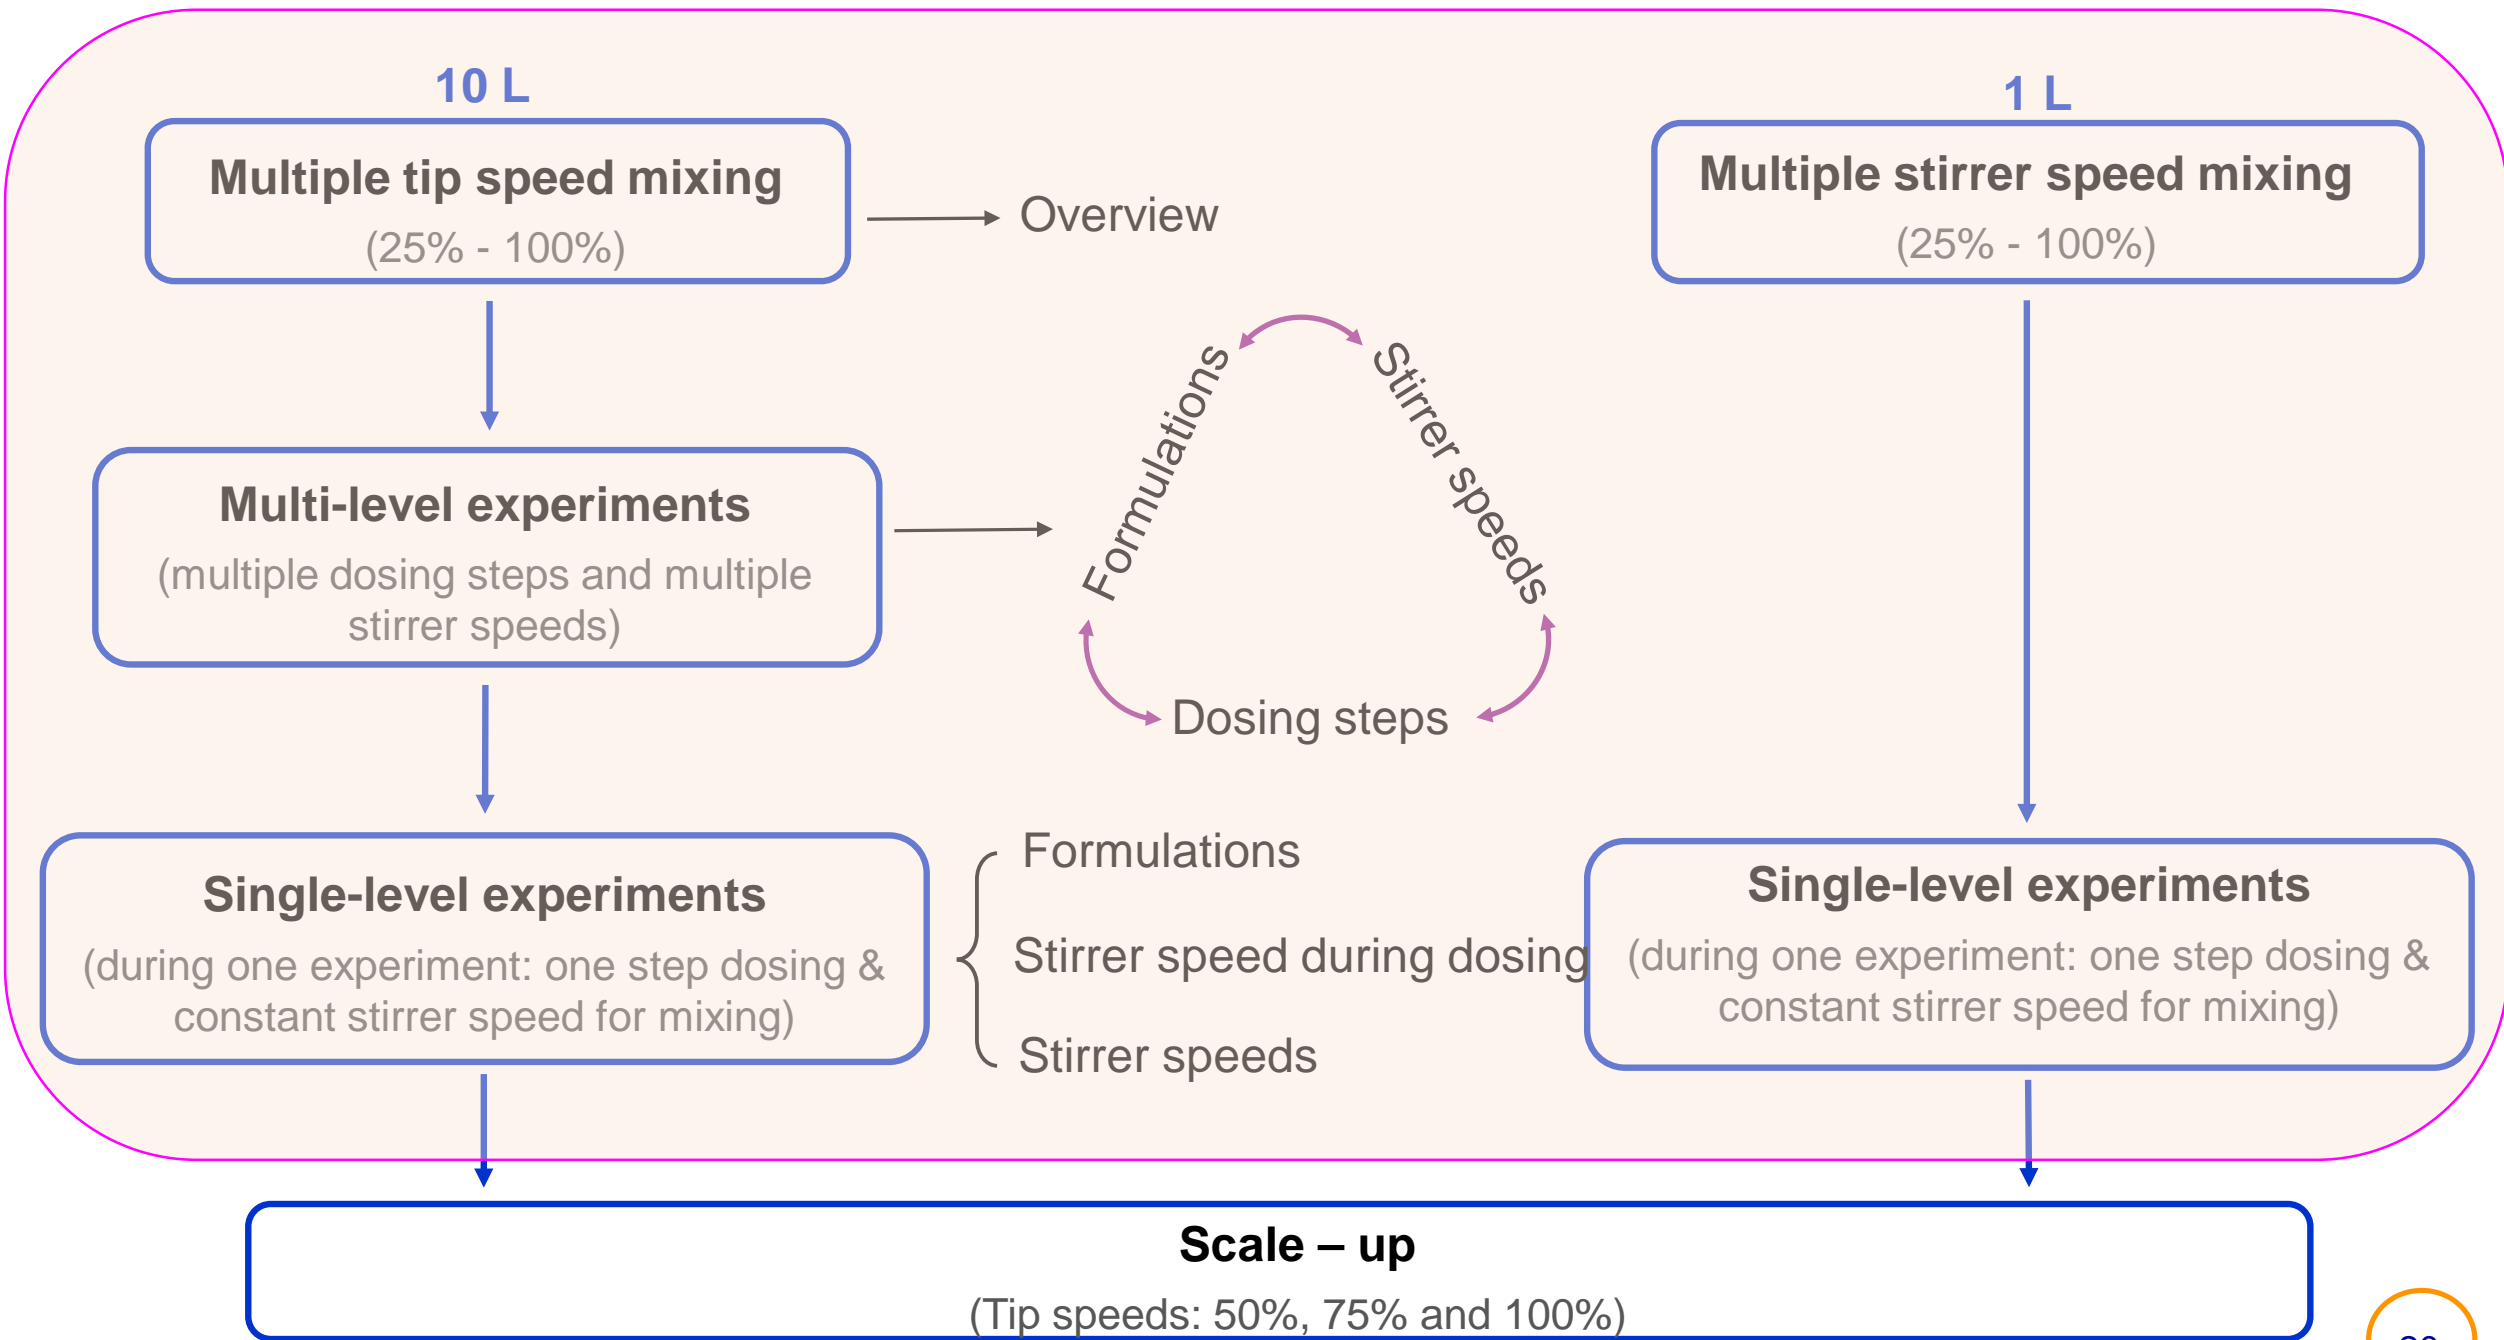 10 L
Multiple tip speed mixing
(25% - 100%)
Overview
1 L
Multiple stirrer speed mixing
(25% - 100%)
Multi-level experiments
(multiple dosing steps and multiple
stirrer speeds)
Formulations
Stirrer speeds
Dosing steps
Single-level experiments
(during one experiment: one step dosing &
constant stirrer speed for mixing)
Formulations
Stirrer speed during dosing
Stirrer speeds
Single-level experiments
(during one experiment: one step dosing &
constant stirrer speed for mixing)
Scale – up
(Tip speeds: 50%, 75% and 100%)